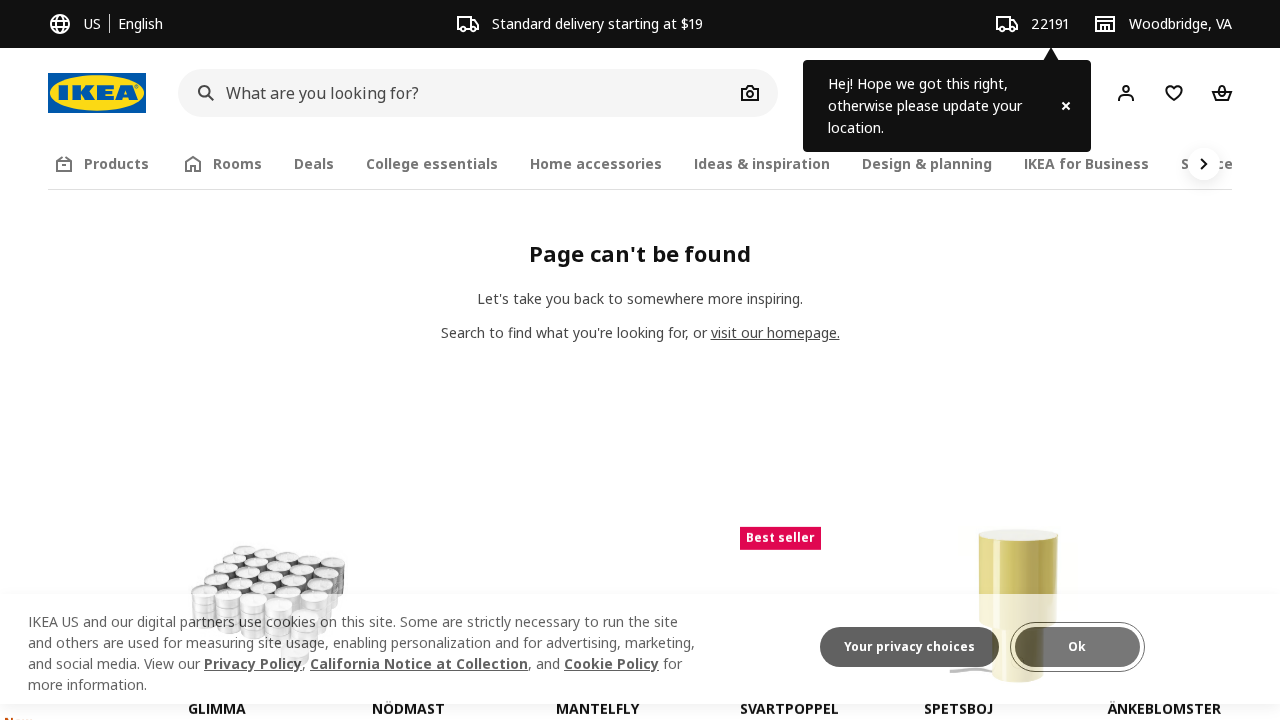 US | English
Standard delivery starting at $19
22191
Woodbridge, VA
IKEA
What are you looking for?
Hej! Hope we got this right,
otherwise please update your
location.
Products
Rooms
Deals
College essentials
Home accessories
Ideas & inspiration
Design & planning
IKEA for Business
Page can't be found
Let's take you back to somewhere more inspiring.
Search to find what you're looking for, or visit our homepage.
Best seller
IKEA US and our digital partners use cookies on this site. Some are strictly necessary to run the site
and others are used for measuring site usage, enabling personalization and for advertising, marketing,
and social media. View our Privacy Policy, California Notice at Collection, and Cookie Policy for
more information.
Your privacy choices
Ok
GLIMMA
NÖDMAST
MANTELFLY
SVARTPOPPEL
SPETSBOJ
ÄNKEBLOMSTER